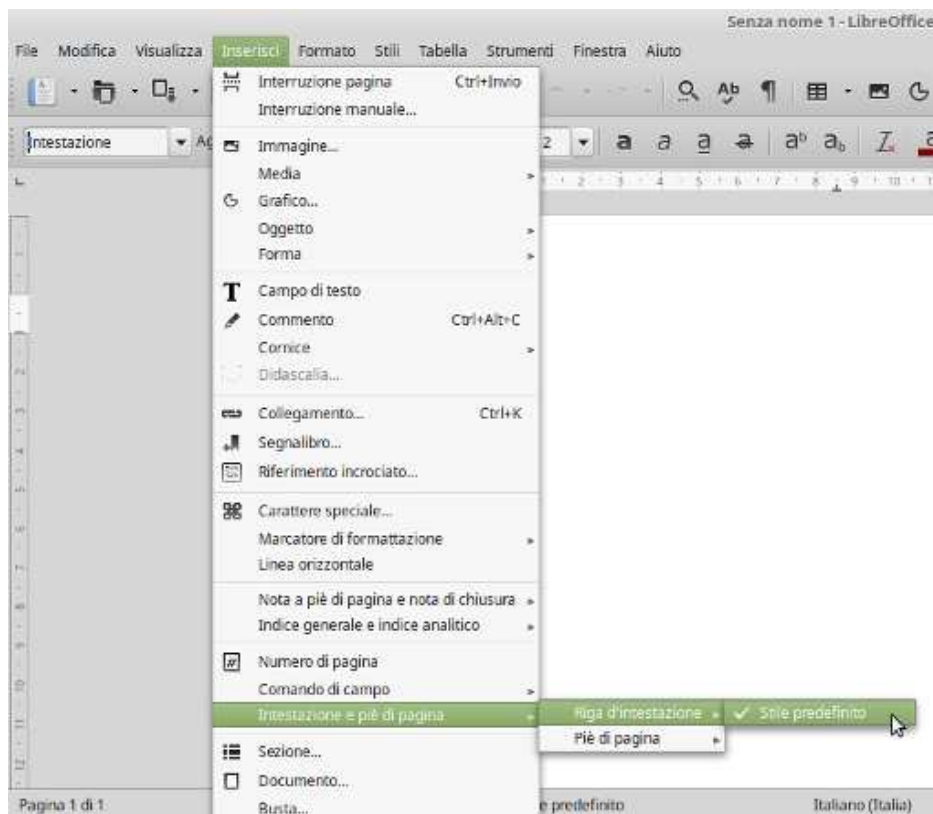 Senza nome 1 - LibreOffice
File Modifica Visualizza Inserisci Formato Stili Tabella Strumenti Finestra Aiuto
Interruzione pagina Ctrl+Invio
Interruzione manuale...
Intestazione
Immagine...
Media
Grafico...
Oggetto
Forma
Campo di testo
Commento Ctrl+Alt+C
Cornice
Didascalia...
Collegamento... Ctrl+K
Segnalibro...
Riferimento incrociato...
Carattere speciale...
Marcatore di formattazione
Linea orizzontale
Nota a piè di pagina e nota di chiusura
Indice generale e indice analitico
Numero di pagina
Comando di campo
Intestazione e piè di pagina
Riga d'intestazione
Stile predefinito
Piè di pagina
Sezione...
Documento...
Busta...
Pagina 1 di 1 predefinito Italiano (Italia)